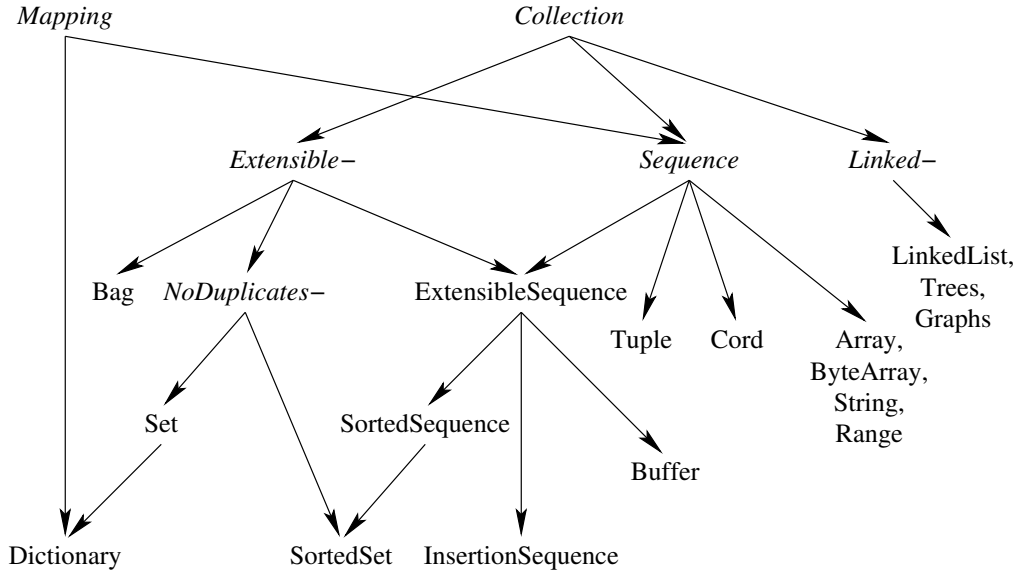 Mapping
Collection
Extensible−
Sequence
Linked−
Bag
NoDuplicates−
ExtensibleSequence
LinkedList,
Trees,
Graphs
Tuple
Cord
Array,
ByteArray,
String,
Range
Set
SortedSequence
Buffer
Dictionary
SortedSet
InsertionSequence